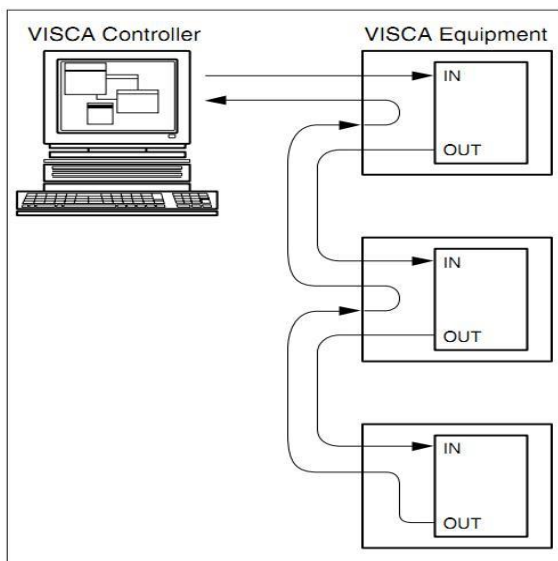 VISCA Controller
VISCA Equipment
IN
OUT
IN
OUT
IN
OUT